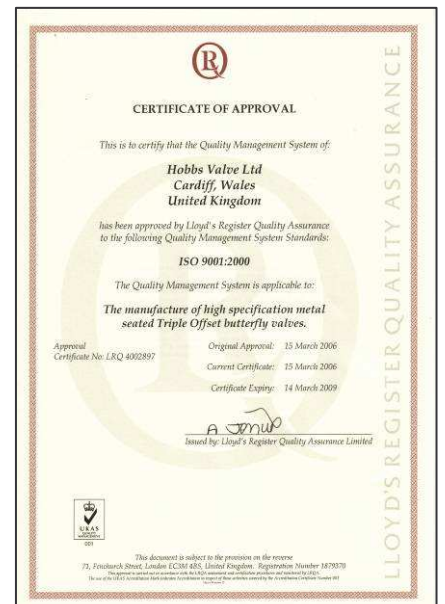 R
CERTIFICATE OF APPROVAL
This is to certify that the Quality Management System of:
Hobbs Valve Ltd
Cardiff, Wales
United Kingdom
has been approved by Lloyd's Register Quality Assurance
to the following Quality Management System Standards:
ISO 9001:2000
The Quality Management System is applicable to:
The manufacture of high specification metal
seated Triple Offset butterfly valves.
Approval
Certificate No: LRQ 4002897
Original Approval: 15 March 2006
Current Certificate: 15 March 2006
Certificate Expiry: 14 March 2009
Issued by: Lloyd's Register Quality Assurance Limited
UKAS
QUALITY
MANAGEMENT
001
This document is subject to the provision on the reverse
71, Fenchurch Street, London EC3M 4BS, United Kingdom. Registration Number 1879370
LLOYD'S REGISTER QUALITY ASSURANCE